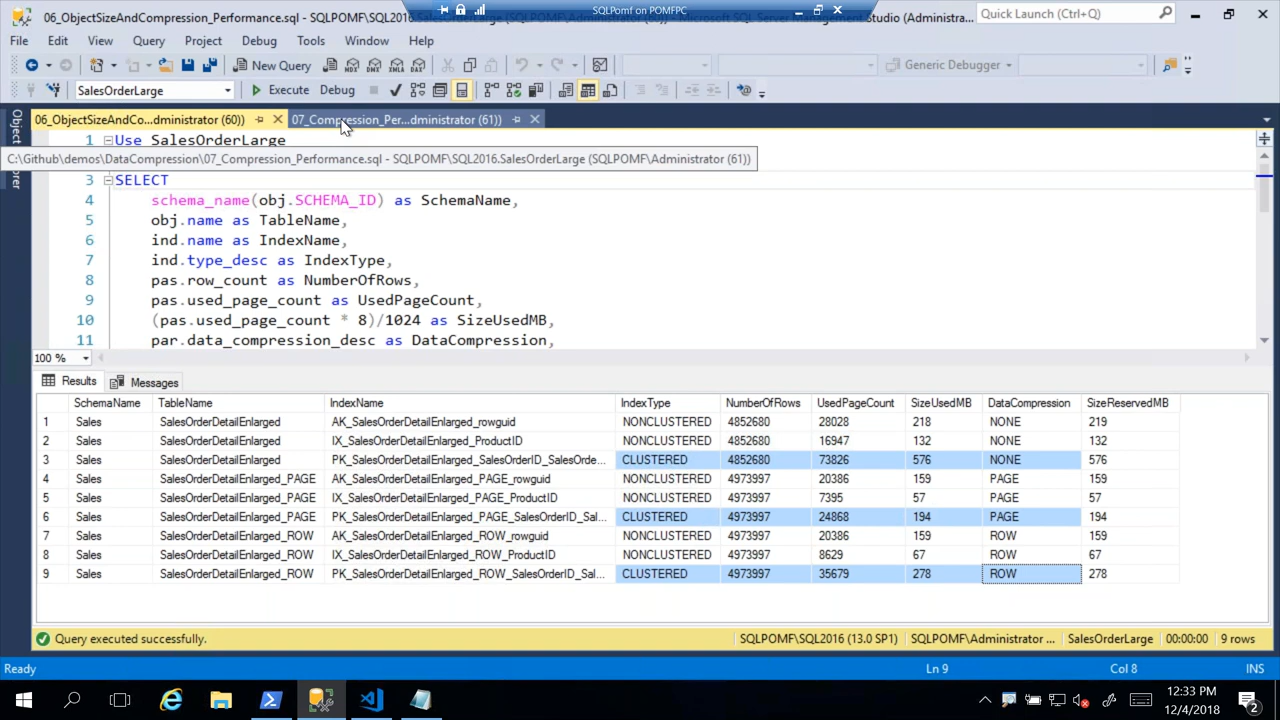 06_ObjectSizeAndCompression_Performance.sql - SQLPOMF\SQL2016.SalesOrderLarge (SQLPOMF\Administrator (60)) - Microsoft SQL Server Management Studio (Administra...
SQLPomf on POMFPC
Quick Launch (Ctrl+Q)
File Edit View Query Project Debug Tools Window Help
New Query
MDX DMX XMLA DAX
Generic Debugger
SalesOrderLarge
Execute Debug
06_ObjectSizeAndCo...dministrator (60))
07_Compression_Per...dministrator (61))
1 Use SalesOrderLarge
C:\Github\demos\DataCompression\07_Compression_Performance.sql - SQLPOMF\SQL2016.SalesOrderLarge (SQLPOMF\Administrator (61))
3 SELECT
4 schema_name(obj.SCHEMA_ID) as SchemaName,
5 obj.name as TableName,
6 ind.name as IndexName,
7 ind.type_desc as IndexType,
8 pas.row_count as NumberOfRows,
9 pas.used_page_count as UsedPageCount,
10 (pas.used_page_count * 8)/1024 as SizeUsedMB,
11 par.data_compression_desc as DataCompression,
100 %
Results Messages
SchemaName TableName IndexName IndexType NumberOfRows UsedPageCount SizeUsedMB DataCompression SizeReservedMB
1 Sales SalesOrderDetailEnlarged AK_SalesOrderDetailEnlarged_rowguid NONCLUSTERED 4852680 28028 218 NONE 219
2 Sales SalesOrderDetailEnlarged IX_SalesOrderDetailEnlarged_ProductID NONCLUSTERED 4852680 16947 132 NONE 132
3 Sales SalesOrderDetailEnlarged PK_SalesOrderDetailEnlarged_SalesOrderID_SalesOrde... CLUSTERED 4852680 73826 576 NONE 576
4 Sales SalesOrderDetailEnlarged_PAGE AK_SalesOrderDetailEnlarged_PAGE_rowguid NONCLUSTERED 4973997 20386 159 PAGE 159
5 Sales SalesOrderDetailEnlarged_PAGE IX_SalesOrderDetailEnlarged_PAGE_ProductID NONCLUSTERED 4973997 7395 57 PAGE 57
6 Sales SalesOrderDetailEnlarged_PAGE PK_SalesOrderDetailEnlarged_PAGE_SalesOrderID_Sal... CLUSTERED 4973997 24868 194 PAGE 194
7 Sales SalesOrderDetailEnlarged_ROW AK_SalesOrderDetailEnlarged_ROW_rowguid NONCLUSTERED 4973997 20386 159 ROW 159
8 Sales SalesOrderDetailEnlarged_ROW IX_SalesOrderDetailEnlarged_ROW_ProductID NONCLUSTERED 4973997 8629 67 ROW 67
9 Sales SalesOrderDetailEnlarged_ROW PK_SalesOrderDetailEnlarged_ROW_SalesOrderID_Sal... CLUSTERED 4973997 35679 278 ROW 278
Query executed successfully.
SQLPOMF\SQL2016 (13.0 SP1) SQLPOMF\Administrator ... SalesOrderLarge 00:00:00 9 rows
Ready Ln 9 Col 8 INS
12:33 PM
12/4/2018
2